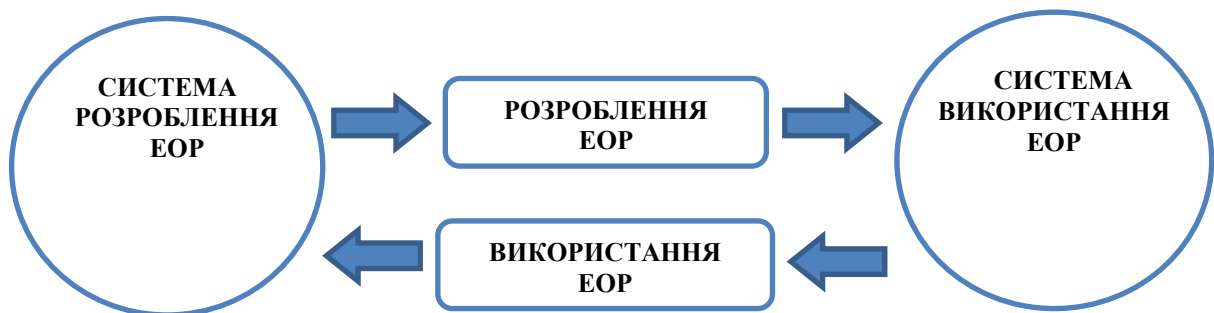 СИСТЕМА
РОЗРОБЛЕННЯ
ЕОР
РОЗРОБЛЕННЯ
ЕОР
СИСТЕМА
ВИКОРИСТАННЯ
ЕОР
ВИКОРИСТАННЯ
ЕОР